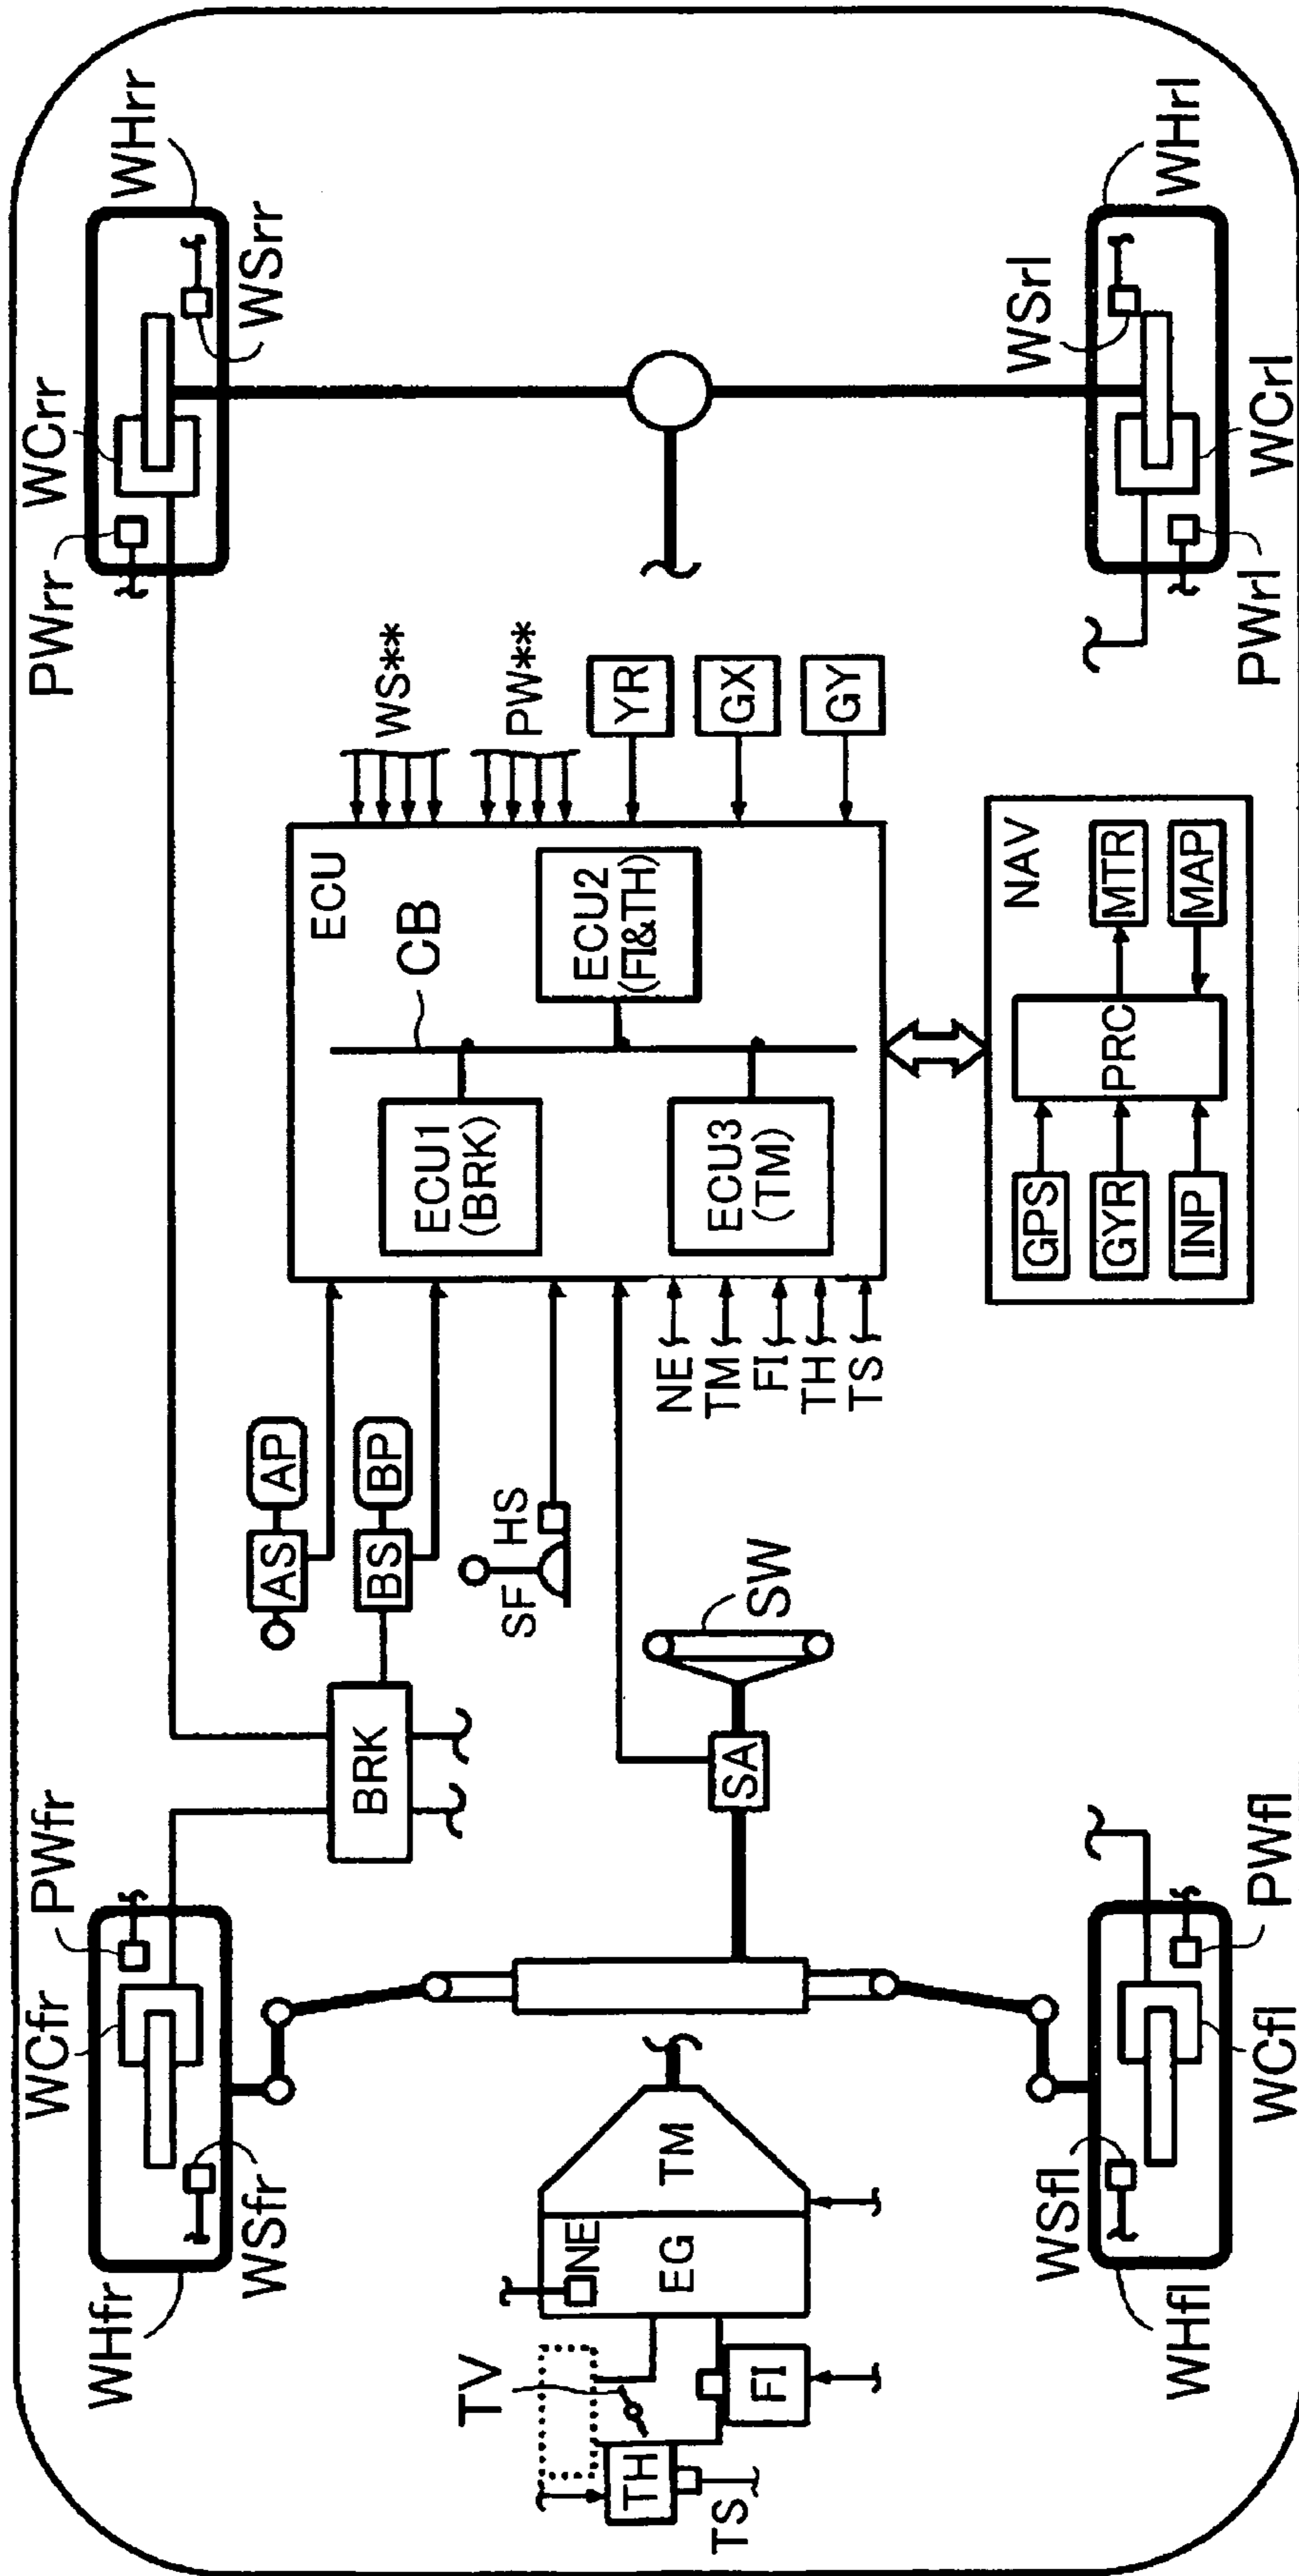 WHfr
WSfr
WCfr
PWfr
PWrr
WCrr
WSrr
WHrr
BRK
AS
AP
BS
BP
SF
HS
TV
TH
TS
FI
NE
EG
TM
SA
SW
ECU
CB
ECU1
(BRK)
ECU2
(FI&TH)
ECU3
(TM)
WS**
PW**
YR
GX
GY
NE
TM
FI
TH
TS
NAV
GPS
GYR
INP
PRC
MTR
MAP
WHfl
WSfl
WCfl
PWfl
PWrl
WCrl
WSrl
WHrl